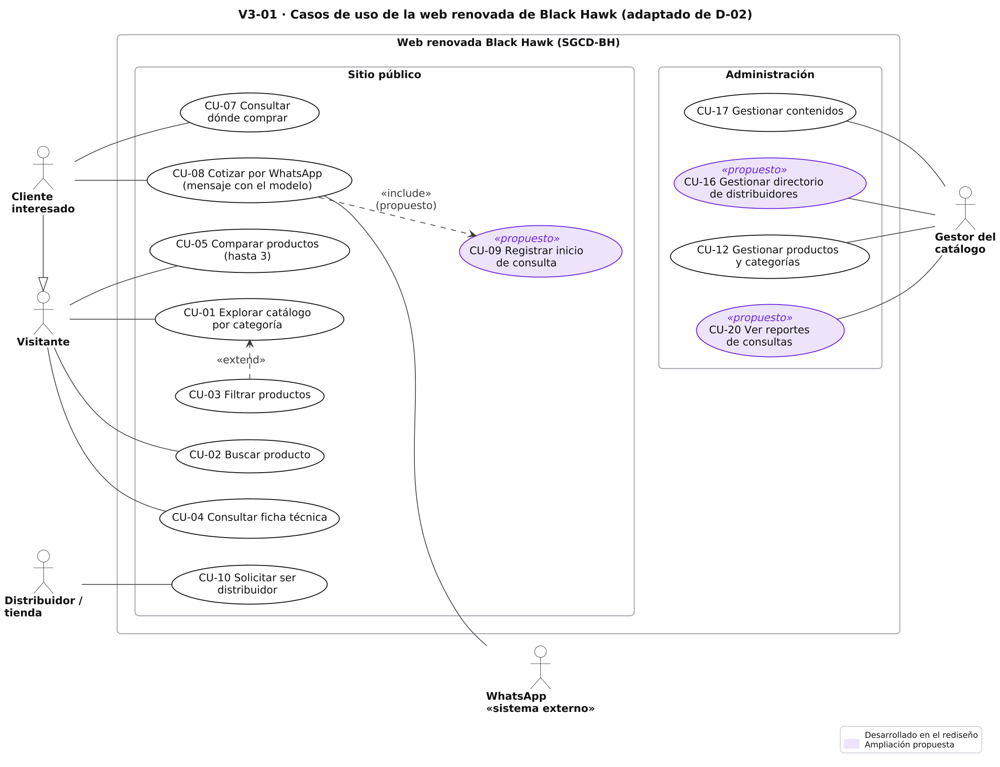 V3-01 · Casos de uso de la web renovada de Black Hawk (adaptado de D-02)
Web renovada Black Hawk (SGCD-BH)
Sitio público
CU-07 Consultar
dónde comprar
CU-08 Cotizar por WhatsApp
(mensaje con el modelo)
«include»
(propuesto)
CU-05 Comparar productos
(hasta 3)
«propuesto»
CU-09 Registrar inicio
de consulta
CU-01 Explorar catálogo
por categoría
«extend»
CU-03 Filtrar productos
CU-02 Buscar producto
CU-04 Consultar ficha técnica
CU-10 Solicitar ser
distribuidor
Administración
CU-17 Gestionar contenidos
«propuesto»
CU-16 Gestionar directorio
de distribuidores
CU-12 Gestionar productos
y categorías
«propuesto»
CU-20 Ver reportes
de consultas
Cliente
interesado
Visitante
Distribuidor /
tienda
Gestor del
catálogo
WhatsApp
«sistema externo»
Desarrollado en el rediseño
Ampliación propuesta